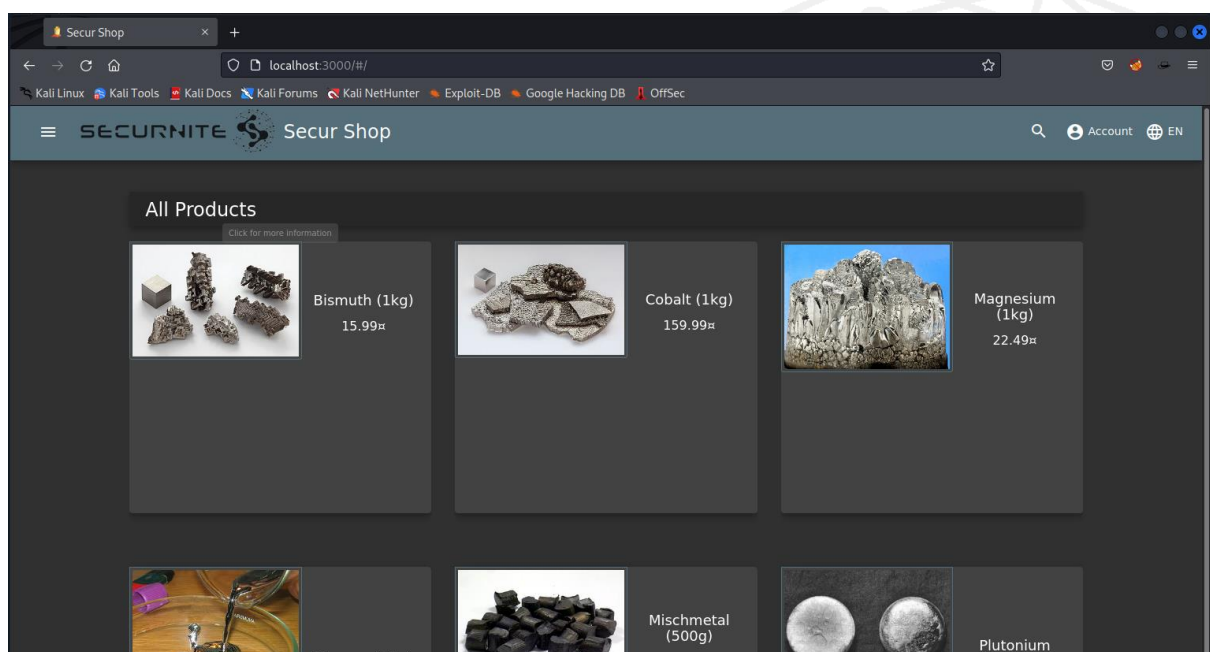 Secur Shop
localhost:3000/#/
Kali Linux Kali Tools Kali Docs Kali Forums Kali NetHunter Exploit-DB Google Hacking DB OffSec
SECURNITE Secur Shop Account EN
All Products
Click for more information
Bismuth (1kg)
15.99¤
Cobalt (1kg)
159.99¤
Magnesium
(1kg)
22.49¤
Mischmetal
(500g)
Plutonium